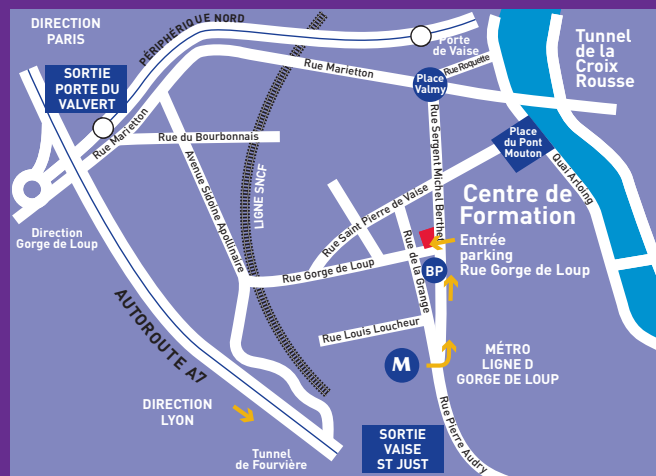 DIRECTION
PARIS
PÉRIPHÉRIQUE NORD
Porte
de Vaise
Tunnel
de la
Croix
Rousse
SORTIE
PORTE DU
VALVERT
Rue Marietton
Rue Roquette
Place
Valmy
Rue Marietton
Rue du Bourbonnais
Rue Sergent Michel Berthet
Place
du Pont
Mouton
Quai Arloing
Avenue Sidoine Apollinaire
LIGNE SNCF
Rue Saint Pierre de Vaise
Centre de
Formation
Entrée
parking
Rue Gorge de Loup
Direction
Gorge de Loup
Rue Gorge de Loup
Rue de la Grange
BP
AUTOROUTE A7
Rue Louis Loucheur
M
MÉTRO
LIGNE D
GORGE DE LOUP
DIRECTION
LYON
Rue Pierre Audry
SORTIE
VAISE
ST JUST
Tunnel
de Fourvière